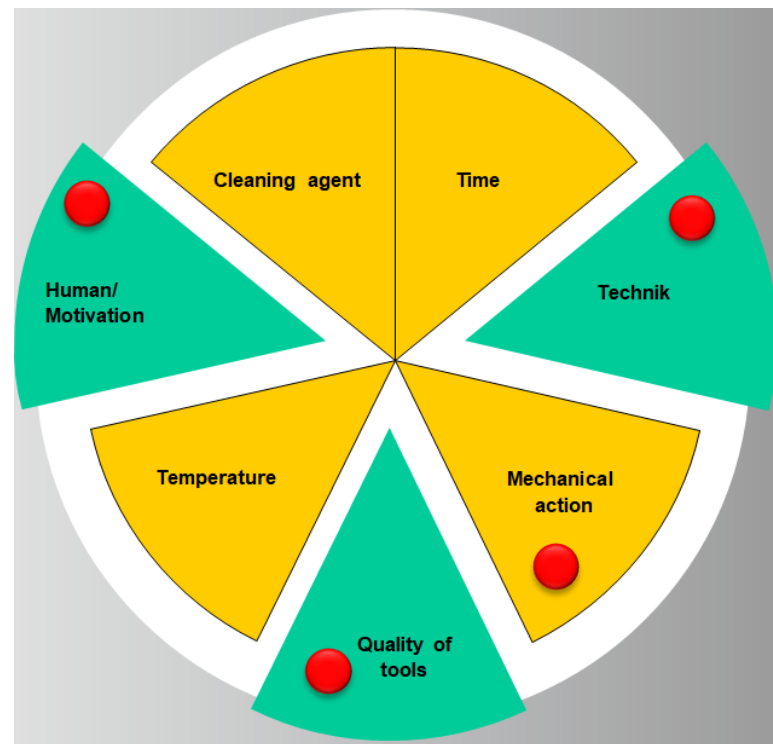 Cleaning agent
Time
Human/
Motivation
Technik
Temperature
Mechanical
action
Quality of
tools